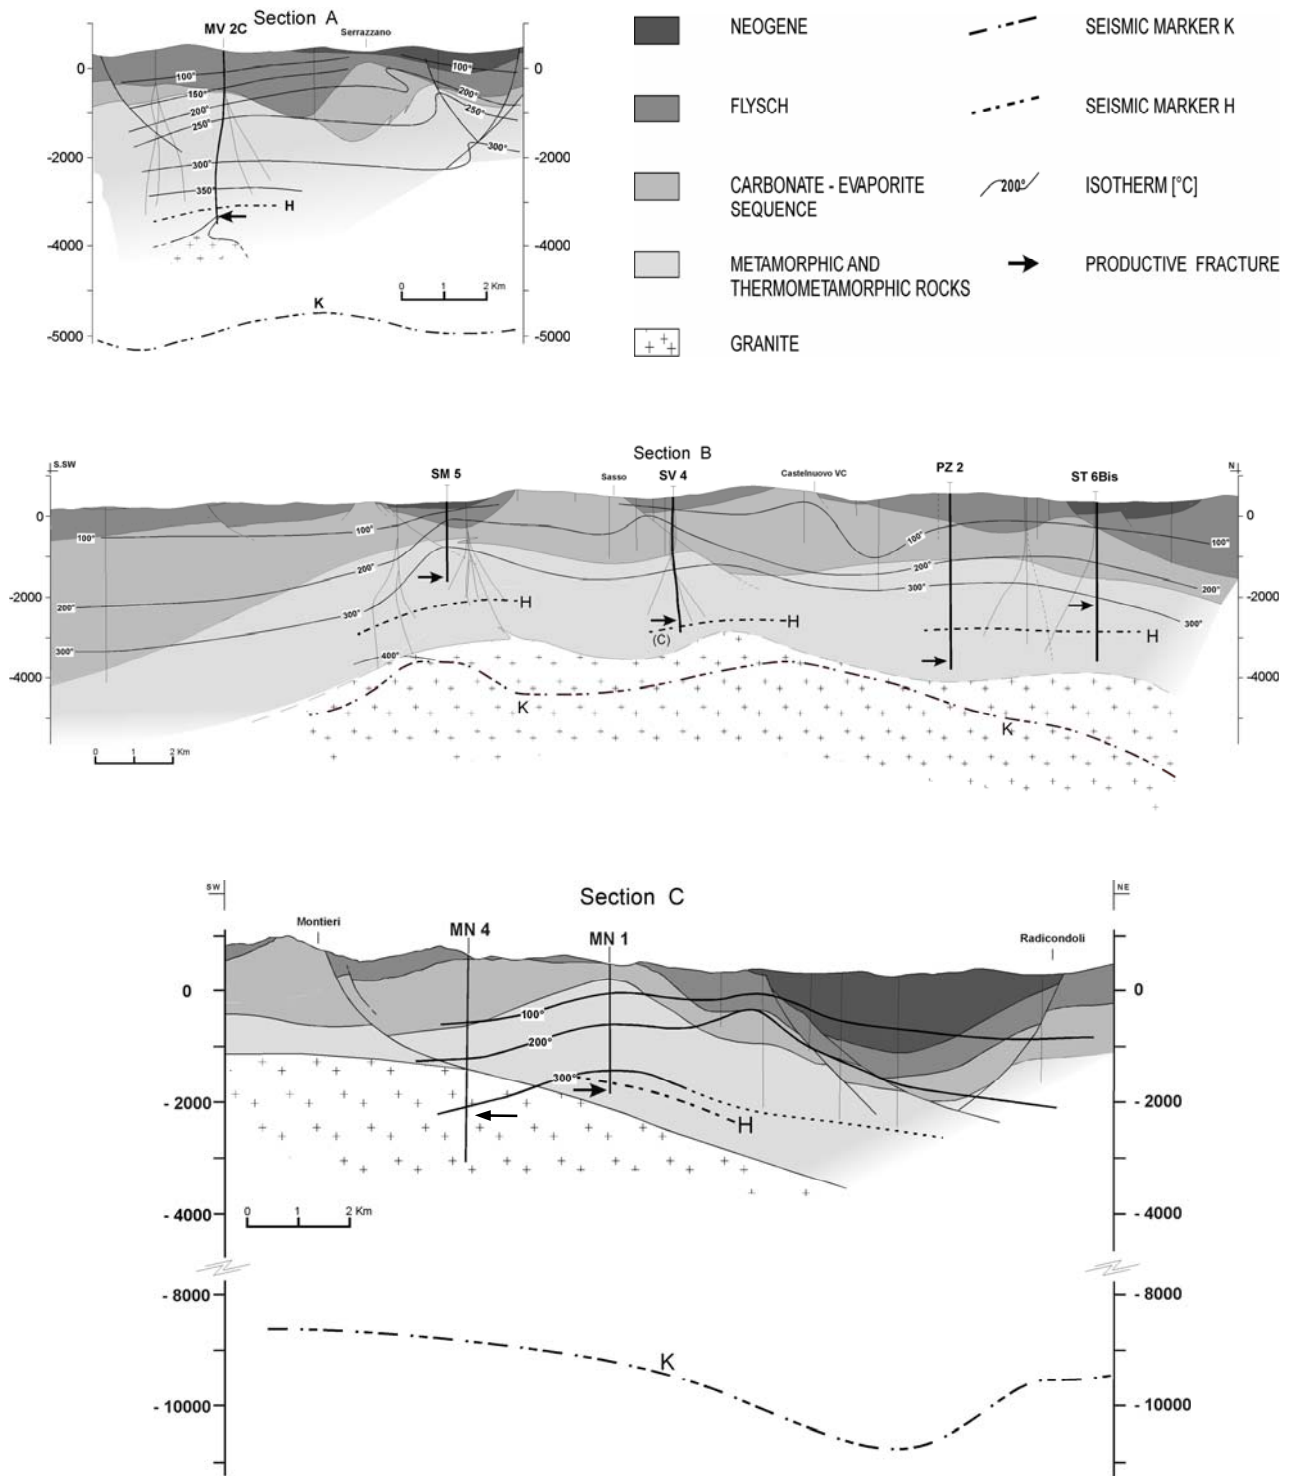 Section A
MV 2C
Serrazzano
0
0
100°
100°
150°
200°
200°
250°
250°
300°
300°
350°
H
-2000
-2000
-4000
-4000
0 1 2 Km
K
-5000
-5000
NEOGENE
SEISMIC MARKER K
FLYSCH
SEISMIC MARKER H
CARBONATE - EVAPORITE
SEQUENCE
200°
ISOTHERM [°C]
METAMORPHIC AND
THERMOMETAMORPHIC ROCKS
PRODUCTIVE FRACTURE
GRANITE
Section B
S.SW
SM 5
Sasso
SV 4
Castelnuovo VC
PZ 2
ST 6Bis
N
0
0
100°
100°
100°
100°
200°
200°
200°
200°
300°
300°
300°
300°
400°
-2000
-2000
H
H
H
(C)
-4000
-4000
K
K
0 1 2 Km
Section C
SW
NE
Montieri
MN 4
MN 1
Radicondoli
0
0
100°
200°
300°
H
- 2000
- 2000
0 1 2 Km
- 4000
- 4000
- 8000
- 8000
K
- 10000
- 10000